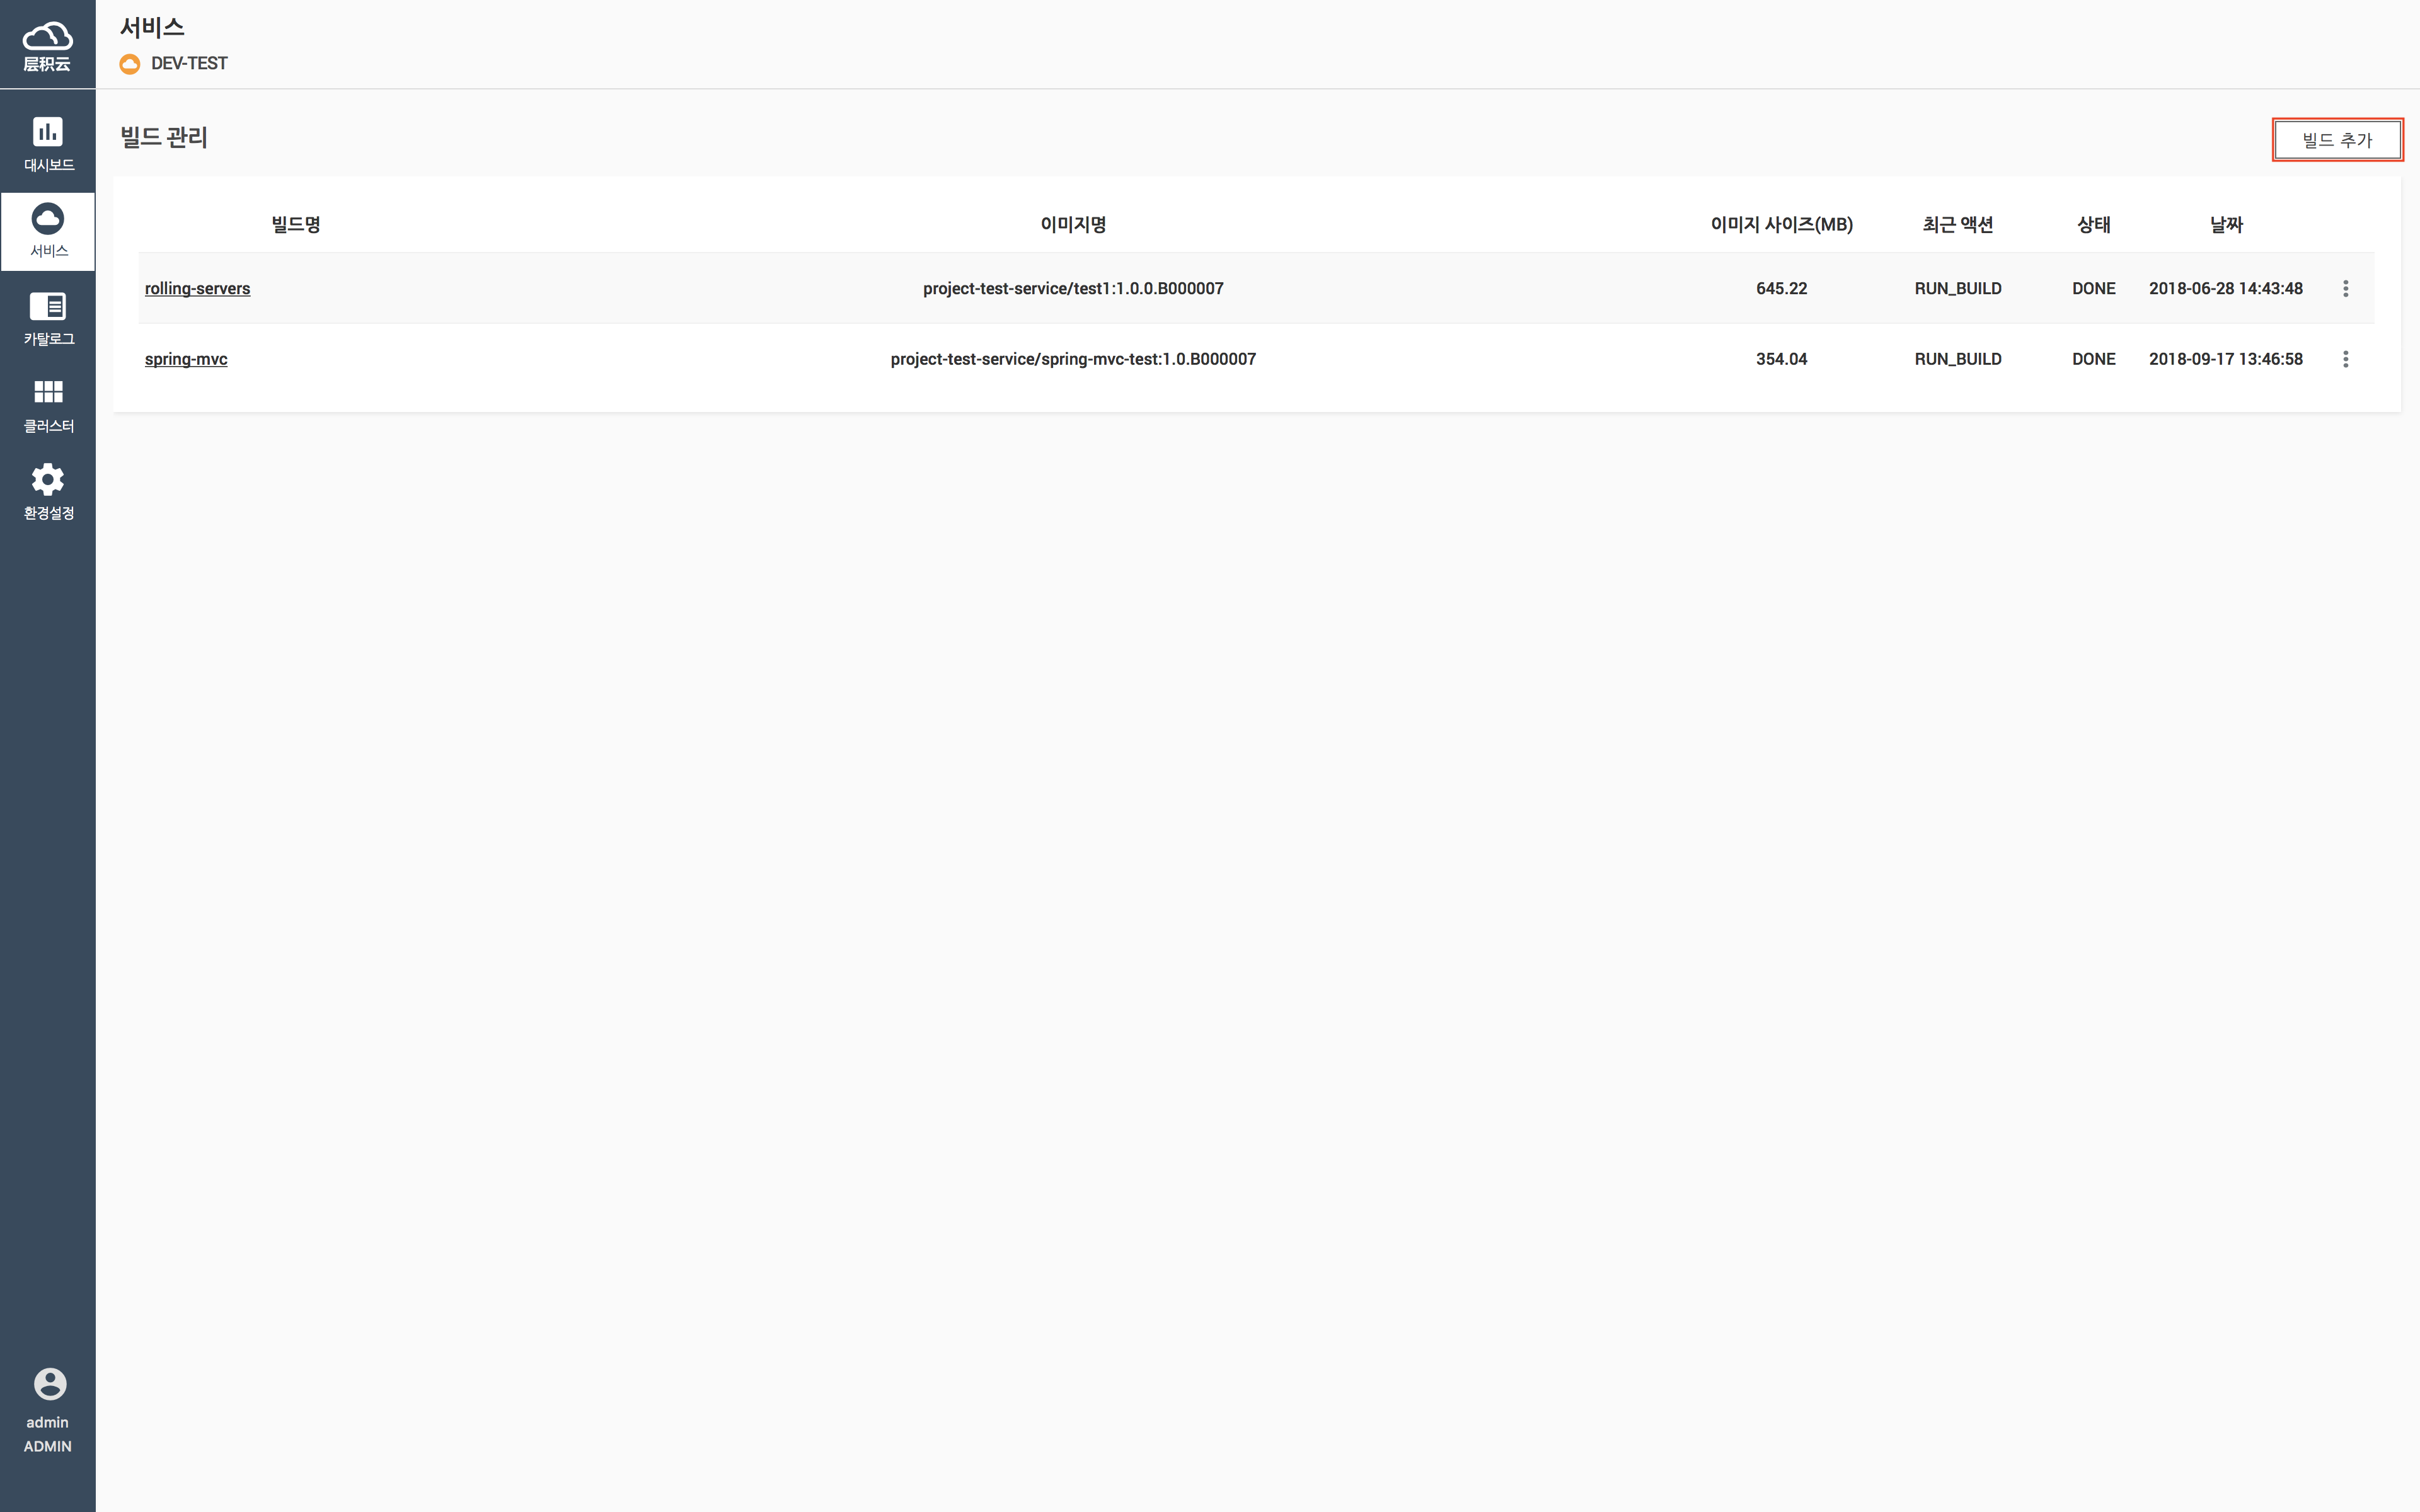 层积云
서비스
DEV-TEST
대시보드
서비스
카탈로그
클러스터
환경설정
admin
ADMIN
빌드 관리
빌드 추가
빌드명 이미지명 이미지 사이즈(MB) 최근 액션 상태 날짜
rolling-servers project-test-service/test1:1.0.0.B000007 645.22 RUN_BUILD DONE 2018-06-28 14:43:48
spring-mvc project-test-service/spring-mvc-test:1.0.B000007 354.04 RUN_BUILD DONE 2018-09-17 13:46:58